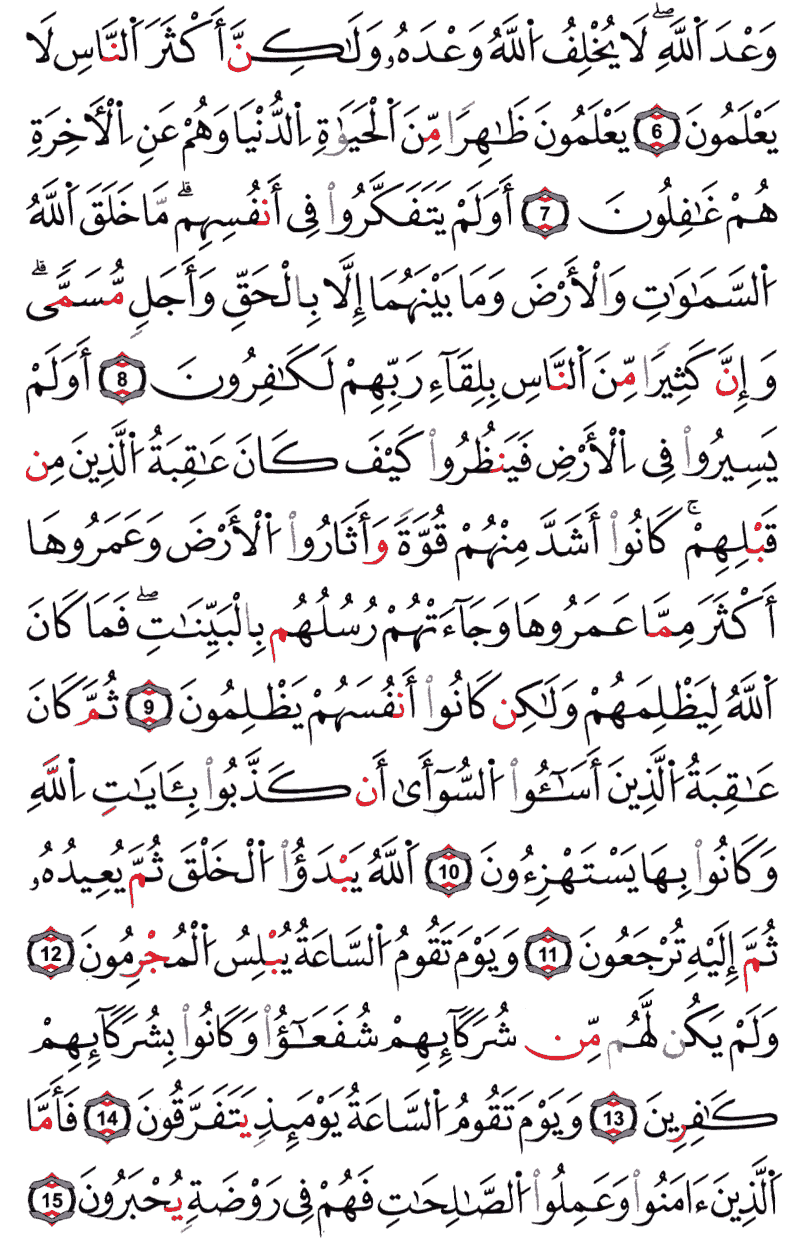 وَعْدَ ٱللَّهِ ۖ لَا يُخْلِفُ ٱللَّهُ وَعْدَهُۥ وَلَٰكِنَّ أَكْثَرَ ٱلنَّاسِ لَا
يَعْلَمُونَ 6 يَعْلَمُونَ ظَٰهِرًا مِّنَ ٱلْحَيَوٰةِ ٱلدُّنْيَا وَهُمْ عَنِ ٱلْأَخِرَةِ
هُمْ غَٰفِلُونَ 7 أَوَلَمْ يَتَفَكَّرُوا۟ فِى أَنفُسِهِم ۗ مَّا خَلَقَ ٱللَّهُ
ٱلسَّمَٰوَٰتِ وَٱلْأَرْضَ وَمَا بَيْنَهُمَا إِلَّا بِٱلْحَقِّ وَأَجَلٍ مُّسَمًّى ۗ
وَإِنَّ كَثِيرًا مِّنَ ٱلنَّاسِ بِلِقَآءِ رَبِّهِمْ لَكَٰفِرُونَ 8 أَوَلَمْ
يَسِيرُوا۟ فِى ٱلْأَرْضِ فَيَنظُرُوا۟ كَيْفَ كَانَ عَٰقِبَةُ ٱلَّذِينَ مِن
قَبْلِهِمْ ۚ كَانُوٓا۟ أَشَدَّ مِنْهُمْ قُوَّةً وَأَثَارُوا۟ ٱلْأَرْضَ وَعَمَرُوهَا
أَكْثَرَ مِمَّا عَمَرُوهَا وَجَآءَتْهُمْ رُسُلُهُم بِٱلْبَيِّنَٰتِ ۖ فَمَا كَانَ
ٱللَّهُ لِيَظْلِمَهُمْ وَلَٰكِن كَانُوٓا۟ أَنفُسَهُمْ يَظْلِمُونَ 9 ثُمَّ كَانَ
عَٰقِبَةُ ٱلَّذِينَ أَسَٰٓـُٔوا۟ ٱلسُّوٓأَىٰ أَن كَذَّبُوا۟ بِـَٔايَٰتِ ٱللَّهِ
وَكَانُوا۟ بِهَا يَسْتَهْزِءُونَ 10 ٱللَّهُ يَبْدَؤُا۟ ٱلْخَلْقَ ثُمَّ يُعِيدُهُۥ
ثُمَّ إِلَيْهِ تُرْجَعُونَ 11 وَيَوْمَ تَقُومُ ٱلسَّاعَةُ يُبْلِسُ ٱلْمُجْرِمُونَ 12
وَلَمْ يَكُن لَّهُم مِّن شُرَكَآئِهِمْ شُفَعَٰٓؤُا۟ وَكَانُوا۟ بِشُرَكَآئِهِمْ
كَٰفِرِينَ 13 وَيَوْمَ تَقُومُ ٱلسَّاعَةُ يَوْمَئِذٍ يَتَفَرَّقُونَ 14 فَأَمَّا
ٱلَّذِينَ ءَامَنُوا۟ وَعَمِلُوا۟ ٱلصَّٰلِحَٰتِ فَهُمْ فِى رَوْضَةٍ يُحْبَرُونَ 15